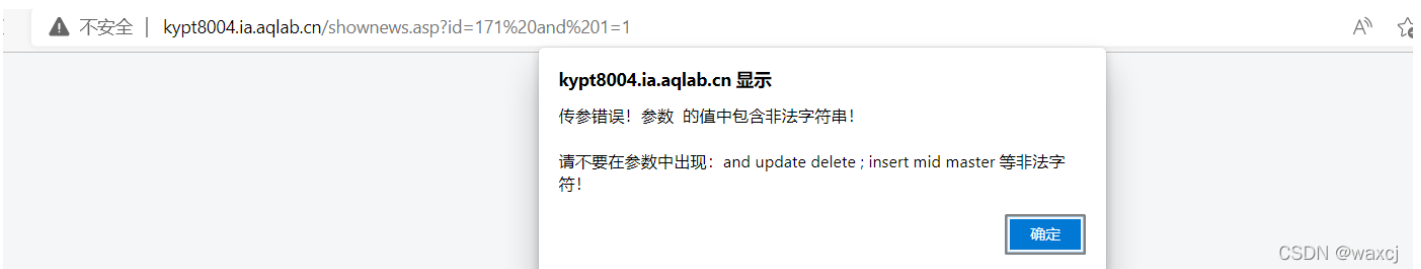 不安全 | kypt8004.ia.aqlab.cn/shownews.asp?id=171%20and%201=1
kypt8004.ia.aqlab.cn 显示
传参错误！参数 的值中包含非法字符串！
请不要在参数中出现：and update delete ; insert mid master 等非法字
符！
确定
CSDN @waxcj